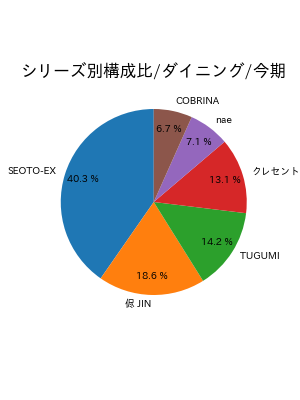 シリーズ別構成比/ダイニング/今期
COBRINA
6.7 %
nae
7.1 %
クレセント
13.1 %
TUGUMI
14.2 %
侭 JIN
18.6 %
SEOTO-EX
40.3 %